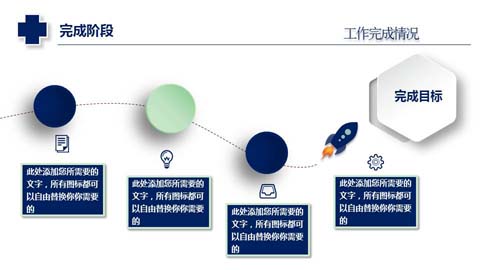 完成阶段
工作完成情况
完成目标
此处添加您所需要的
文字，所有图标都可
以自由替换你你需要
的
此处添加您所需要的
文字，所有图标都可
以自由替换你你需要
的
此处添加您所需要的
文字，所有图标都可
以自由替换你你需要
的
此处添加您所需要的
文字，所有图标都可
以自由替换你你需要
的